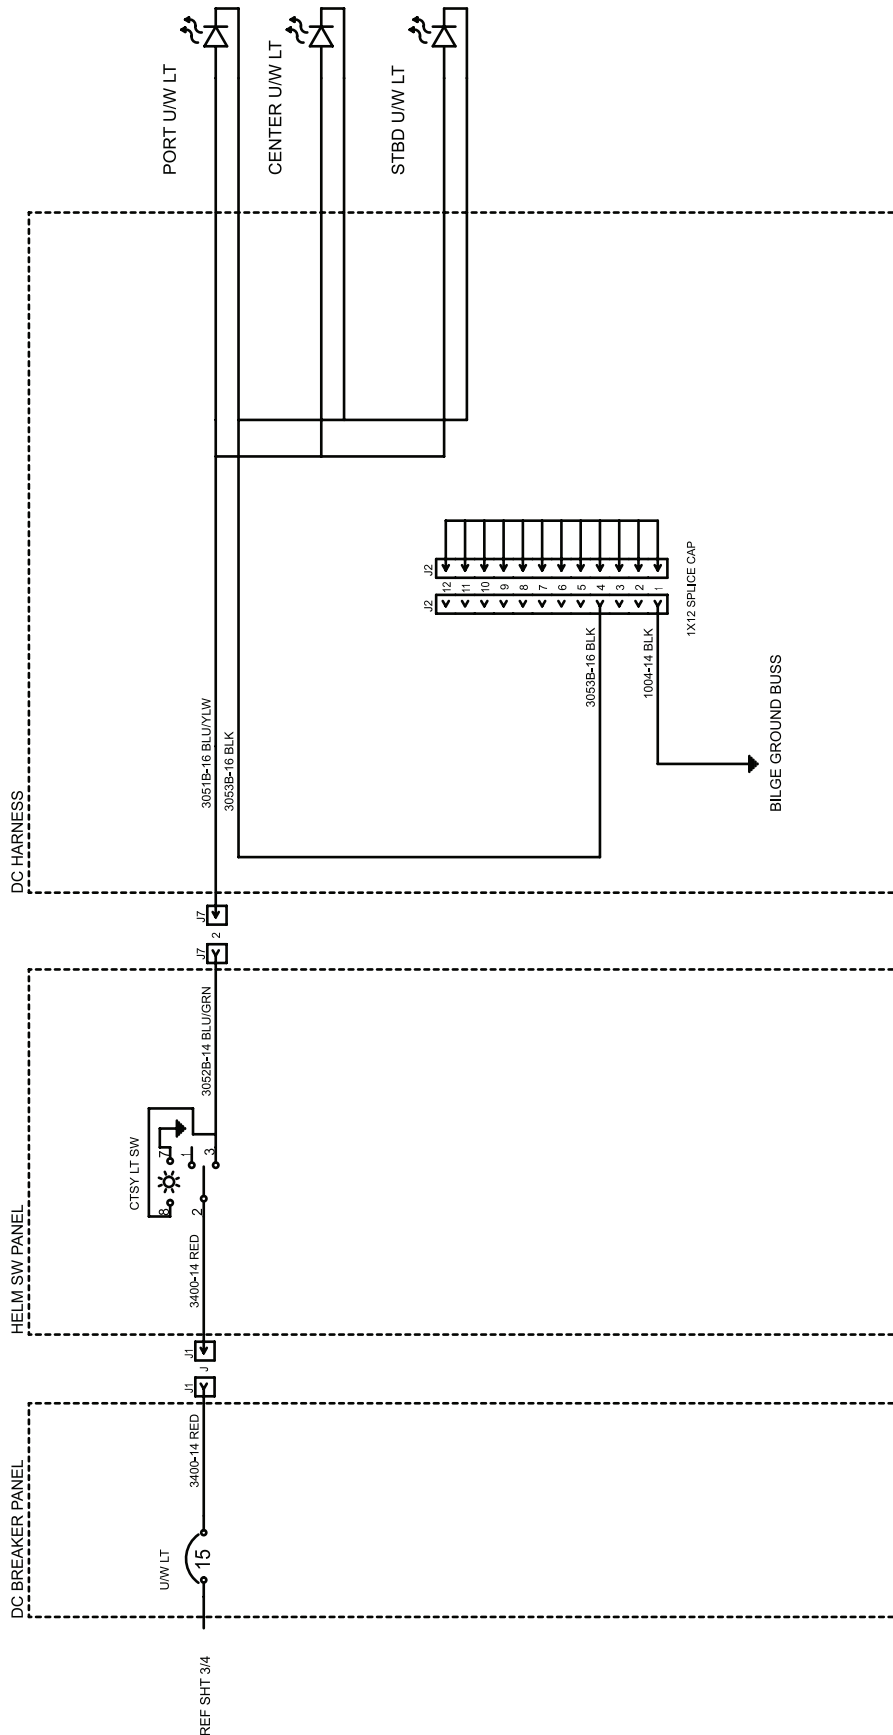 PORT U/W LT
CENTER U/W LT
STBD U/W LT
DC HARNESS
3051B-16 BLU/YLW
3053B-16 BLK
J2
J2
12
11
10
9
8
7
6
5
4
3
2
1
1X12 SPLICE CAP
3053B-16 BLK
1004-14 BLK
BILGE GROUND BUSS
J7
2
J7
HELM SW PANEL
3052B-14 BLU/GRN
CTSY LT SW
8
7
1
2
3
3400-14 RED
J1
J
J1
DC BREAKER PANEL
3400-14 RED
U/W LT
15
REF SHT 3/4